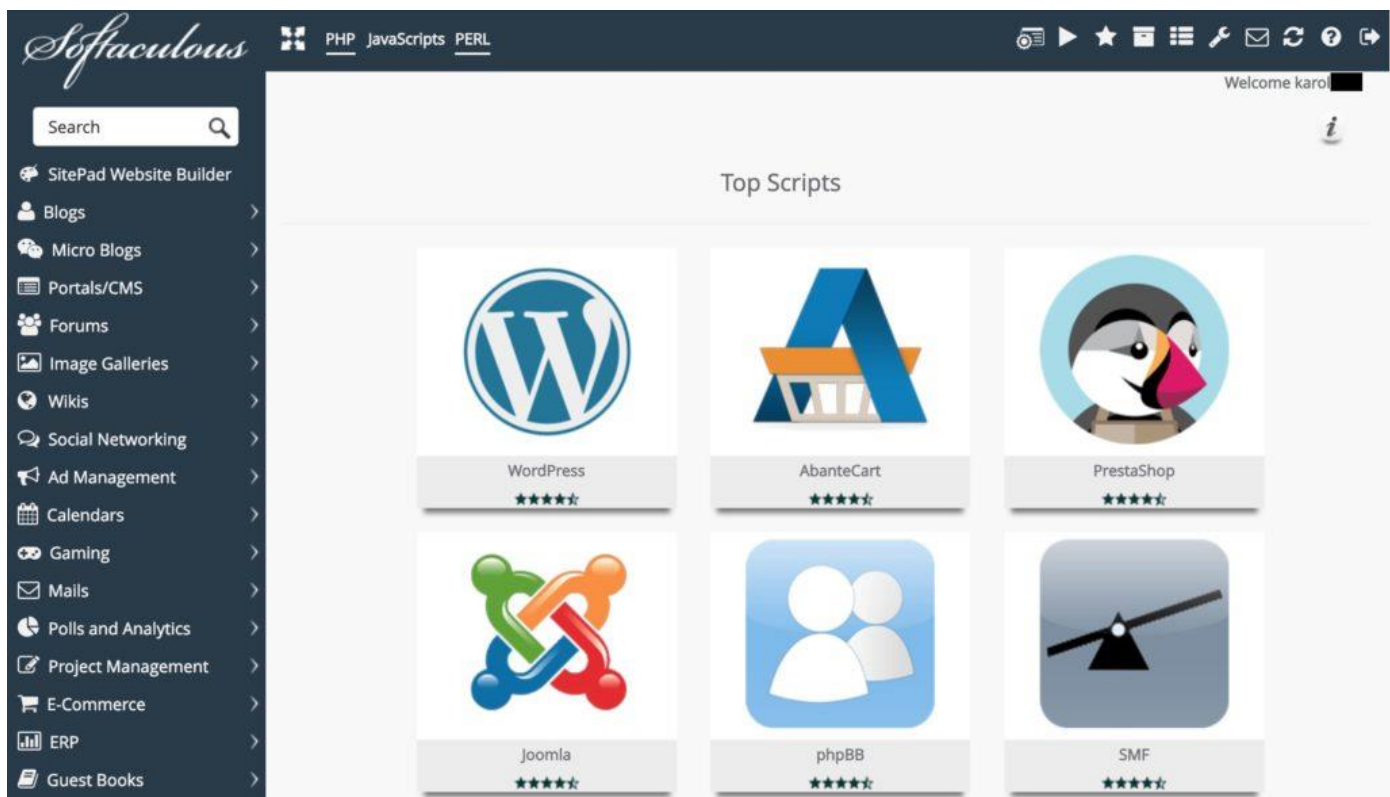 Softaculous
PHP JavaScripts PERL
Welcome karol
Search
SitePad Website Builder
Blogs
Micro Blogs
Portals/CMS
Forums
Image Galleries
Wikis
Social Networking
Ad Management
Calendars
Gaming
Mails
Polls and Analytics
Project Management
E-Commerce
ERP
Guest Books
Top Scripts
WordPress
AbanteCart
PrestaShop
Joomla
phpBB
SMF